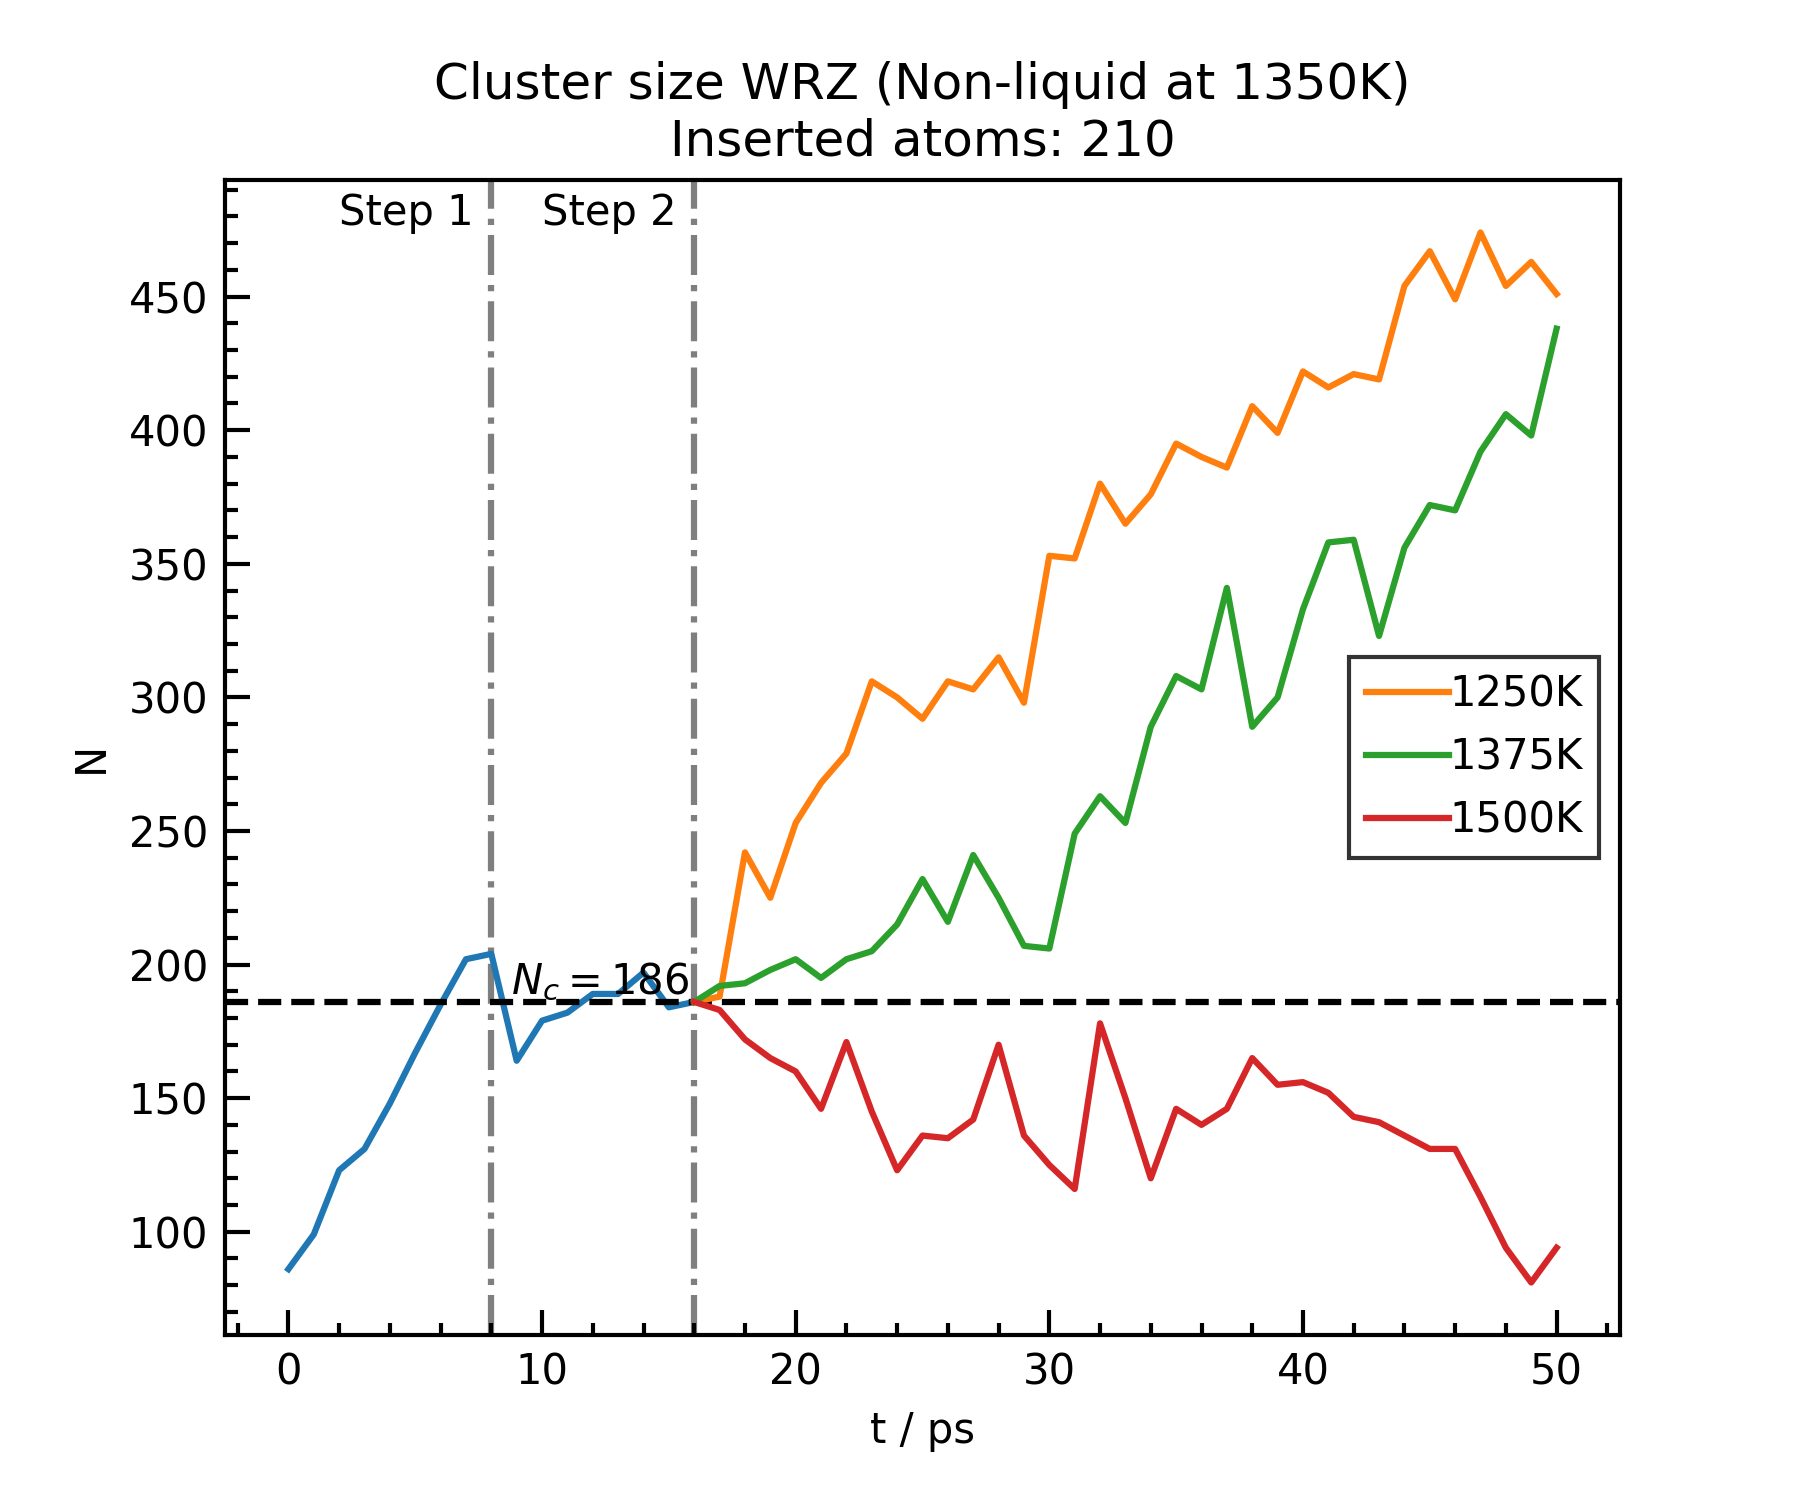 Cluster size WRZ (Non-liquid at 1350K)
Inserted atoms: 210
Step 1
Step 2
450
400
350
300
250
200
150
100
N
N_c = 186
1250K
1375K
1500K
0 10 20 30 40 50
t / ps